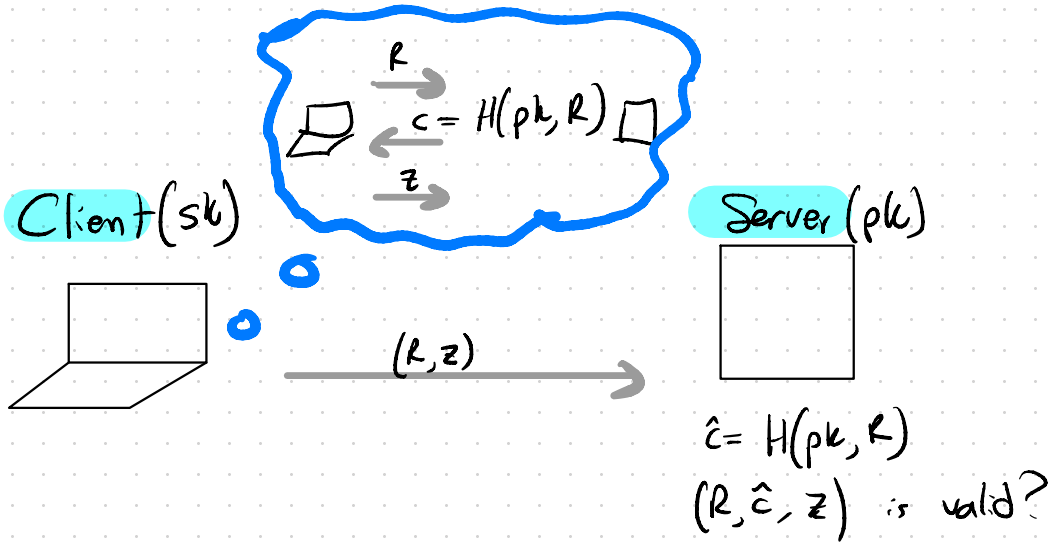 R
c = H(pk, R)
z
Client(sk)
Server(pk)
(R, z)
ĉ = H(pk, R)
(R, ĉ, z) is valid?